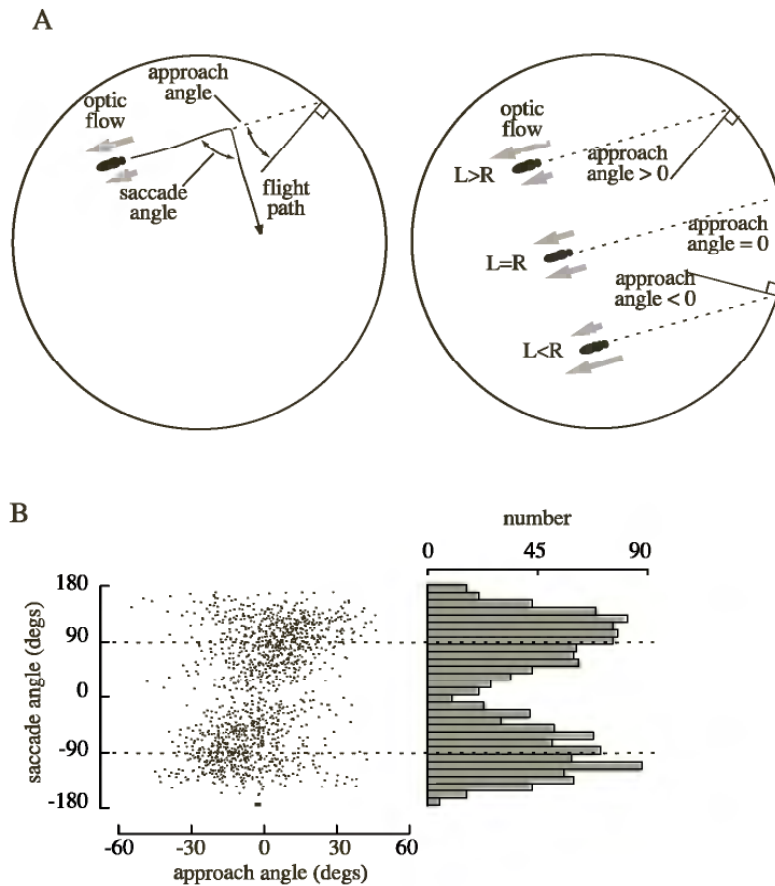 A
approach
angle
optic
flow
saccade
angle
flight
path
optic
flow
L>R
approach
angle > 0
L=R
approach
angle = 0
approach
angle < 0
L<R
B
number
0 45 90
saccade angle (degs)
180
90
0
-90
-180
-60 -30 0 30 60
approach angle (degs)